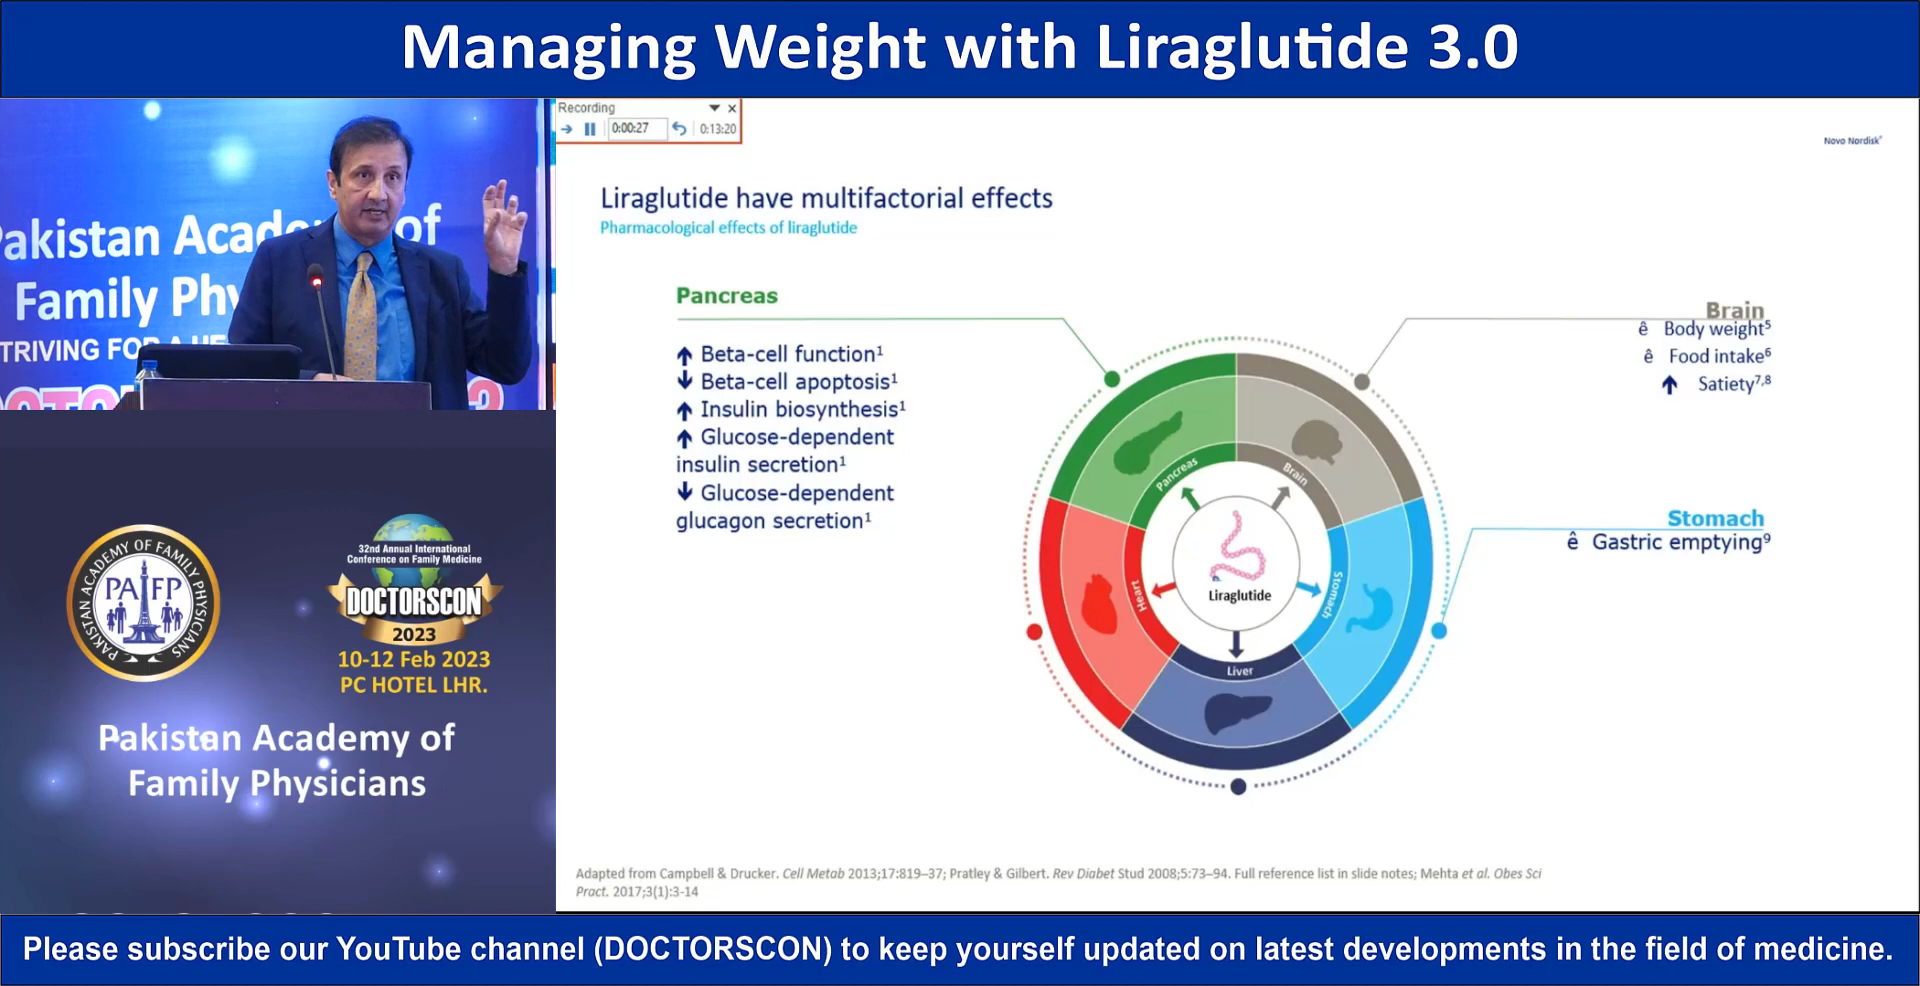 Managing Weight with Liraglutide 3.0
Pakistan Academy of
Family Phy
TRIVING FOR A HE
Recording
0:00:27
0:13:20
Novo Nordisk®
Liraglutide have multifactorial effects
Pharmacological effects of liraglutide
Pancreas
↑ Beta-cell function¹
↓ Beta-cell apoptosis¹
↑ Insulin biosynthesis¹
↑ Glucose-dependent
insulin secretion¹
↓ Glucose-dependent
glucagon secretion¹
Brain
ê Body weight⁵
ê Food intake⁶
↑ Satiety⁷,⁸
Stomach
ê Gastric emptying⁹
Pancreas
Brain
Heart
Stomach
Liver
Liraglutide
Adapted from Campbell & Drucker. Cell Metab 2013;17:819–37; Pratley & Gilbert. Rev Diabet Stud 2008;5:73–94. Full reference list in slide notes; Mehta et al. Obes Sci
Pract. 2017;3(1):3-14
PAKISTAN ACADEMY OF FAMILY PHYSICIANS
PAFP
32nd Annual International
Conference on Family Medicine
DOCTORSCON
2023
10-12 Feb 2023
PC HOTEL LHR.
Pakistan Academy of
Family Physicians
Please subscribe our YouTube channel (DOCTORSCON) to keep yourself updated on latest developments in the field of medicine.